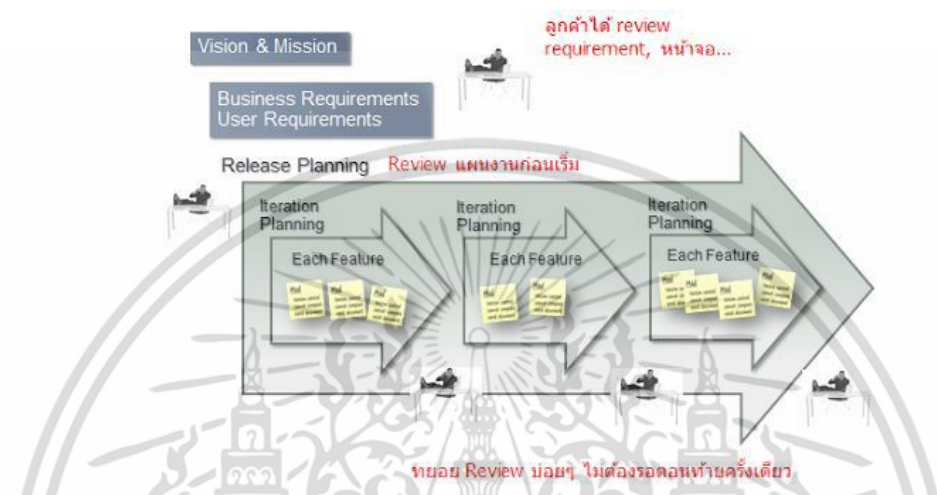 ลูกค้าได้ review
requirement, หน้าจอ...
Vision & Mission
Business Requirements
User Requirements
Release Planning Review แผนงานก่อนเริ่ม
Iteration
Planning
Each Feature
Iteration
Planning
Each Feature
Iteration
Planning
Each Feature
ทยอย Review บ่อยๆ ไม่ต้องรอตอนท้ายครั้งเดียว